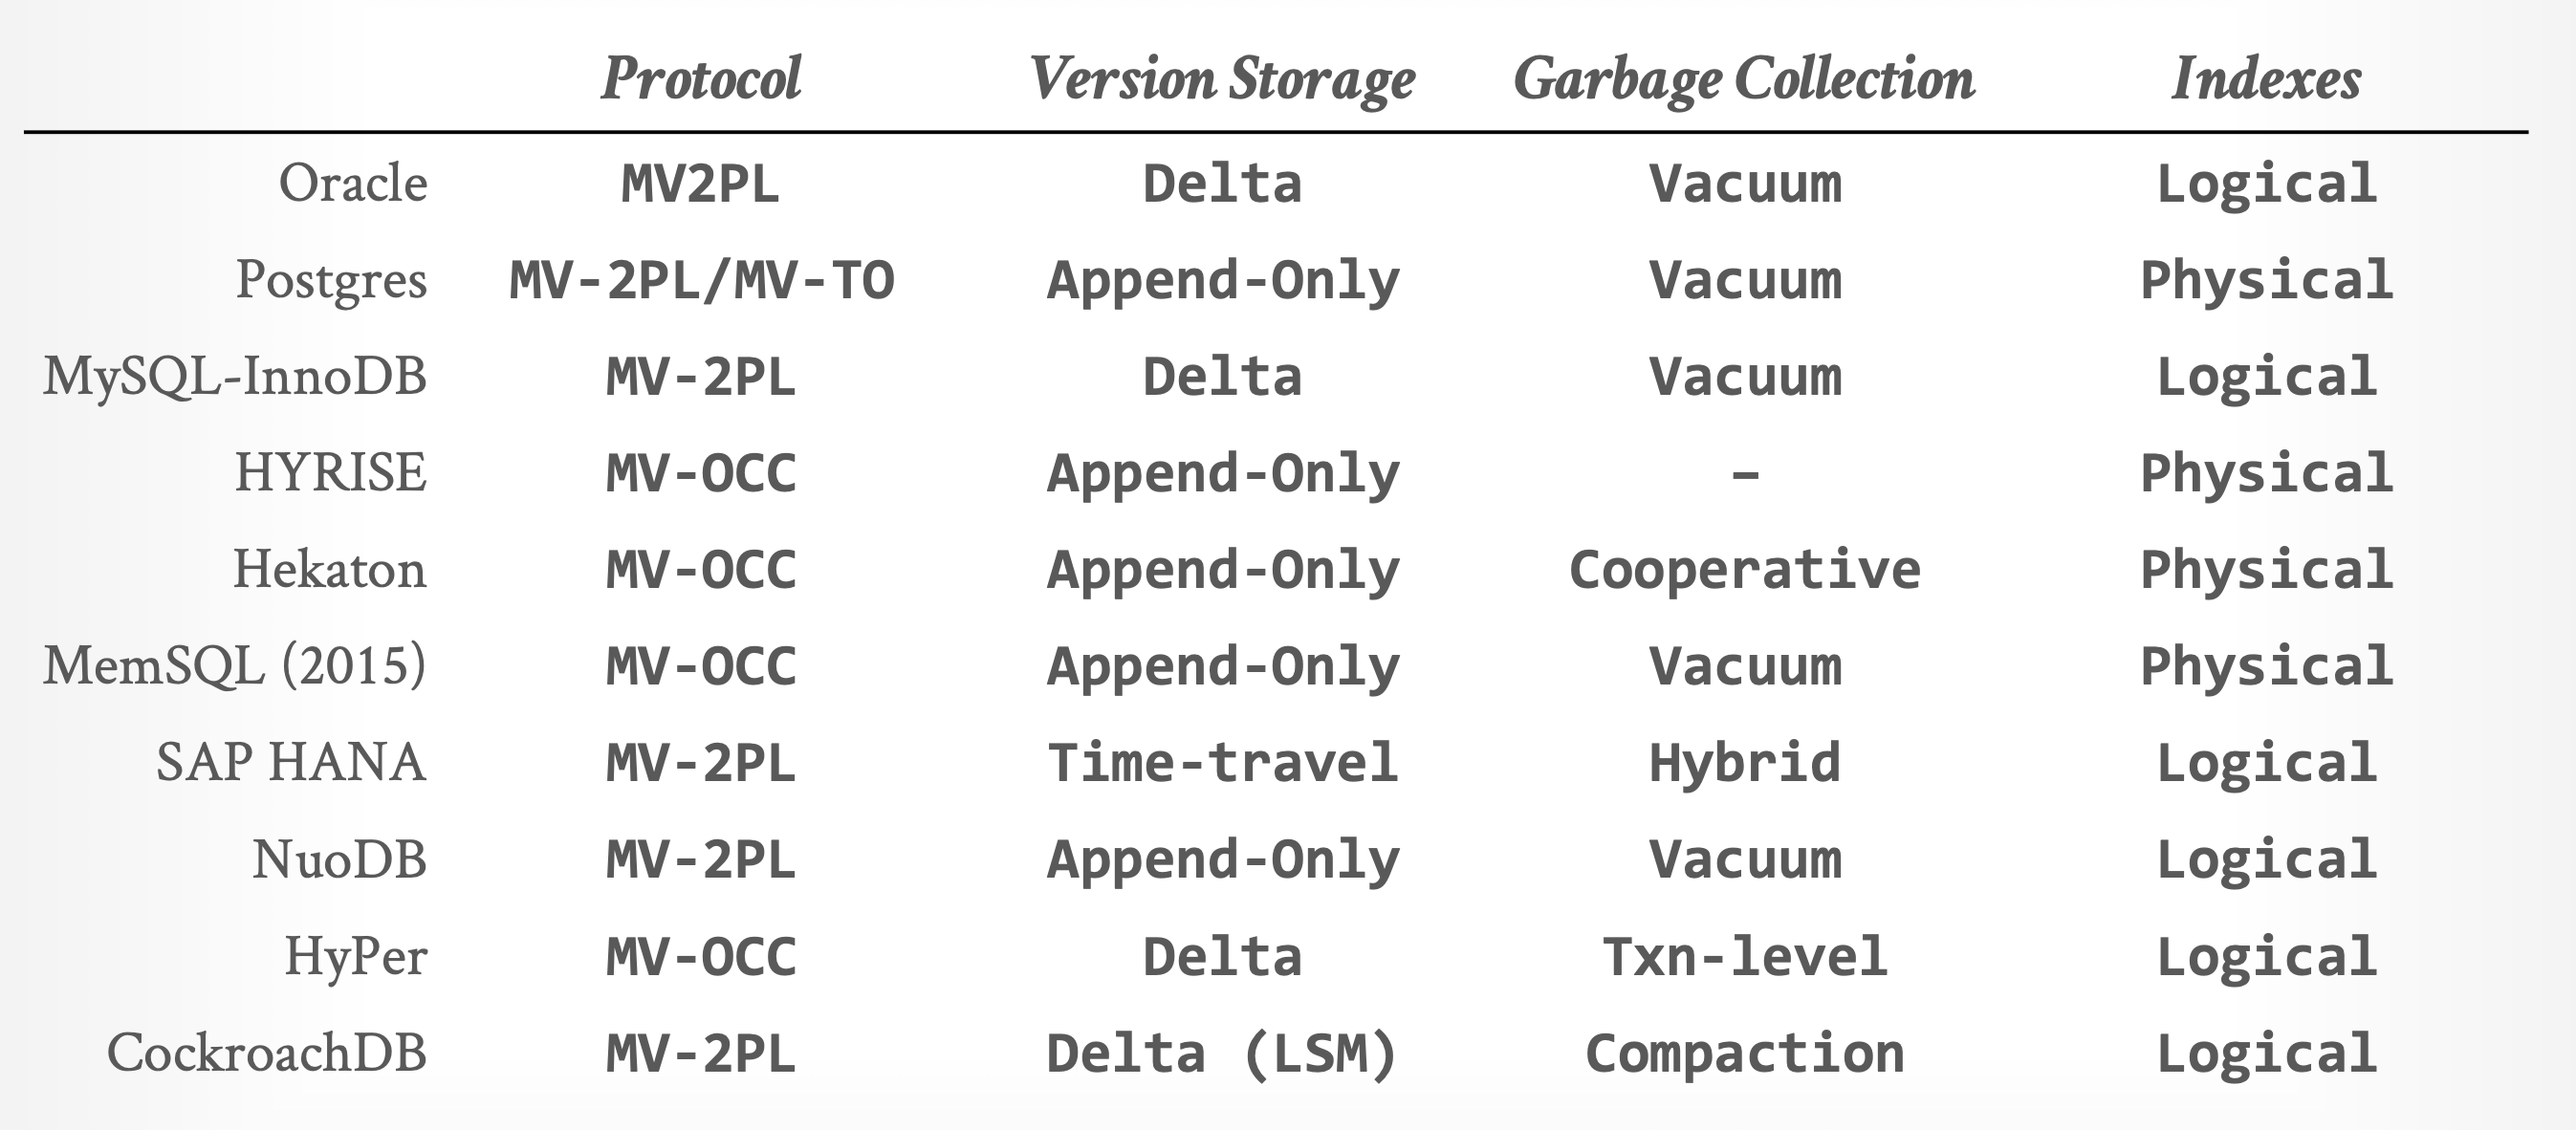 Protocol Version Storage Garbage Collection Indexes
Oracle MV2PL Delta Vacuum Logical
Postgres MV-2PL/MV-TO Append-Only Vacuum Physical
MySQL-InnoDB MV-2PL Delta Vacuum Logical
HYRISE MV-OCC Append-Only – Physical
Hekaton MV-OCC Append-Only Cooperative Physical
MemSQL (2015) MV-OCC Append-Only Vacuum Physical
SAP HANA MV-2PL Time-travel Hybrid Logical
NuoDB MV-2PL Append-Only Vacuum Logical
HyPer MV-OCC Delta Txn-level Logical
CockroachDB MV-2PL Delta (LSM) Compaction Logical